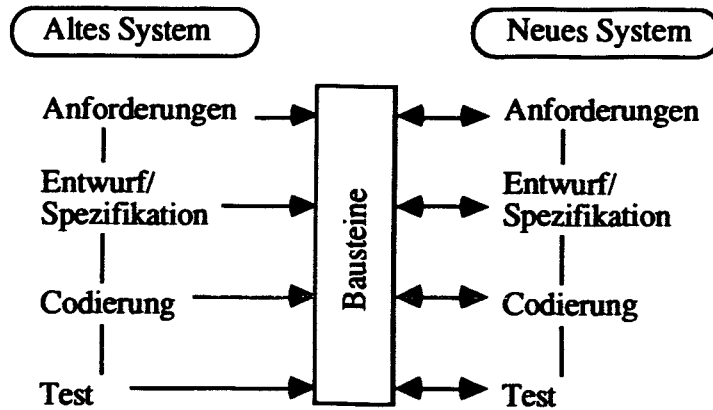 Altes System
Neues System
Anforderungen
Anforderungen
Entwurf/
Spezifikation
Entwurf/
Spezifikation
Bausteine
Codierung
Codierung
Test
Test